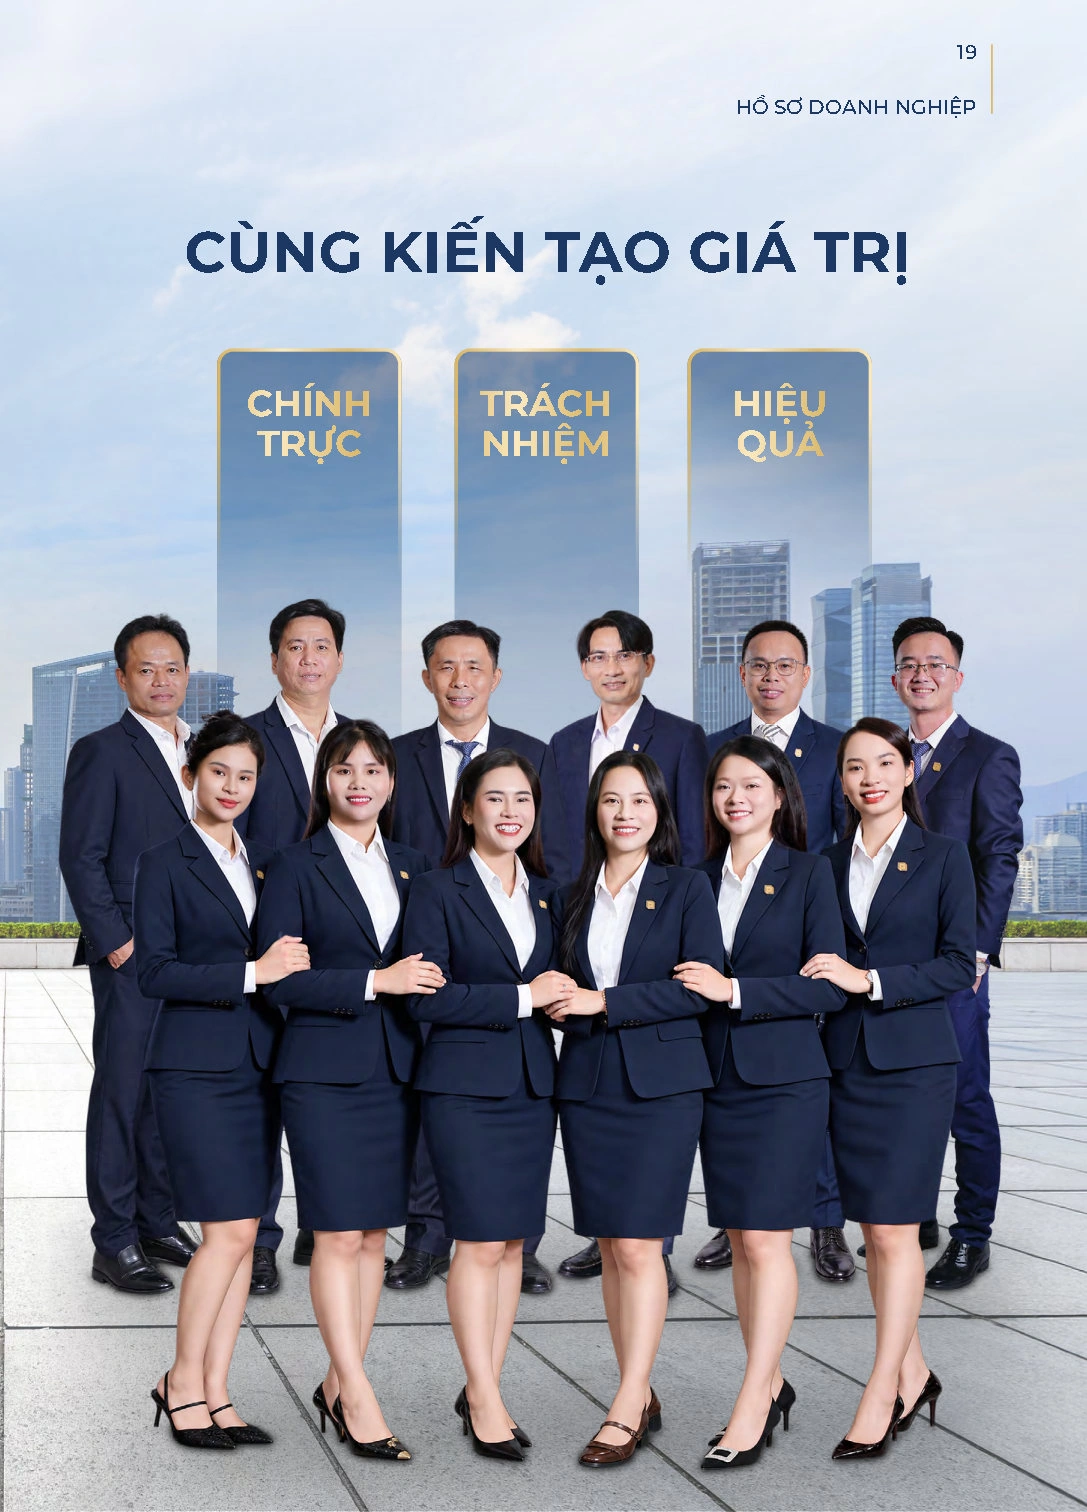 19
HỒ SƠ DOANH NGHIỆP
CÙNG KIẾN TẠO GIÁ TRỊ
CHÍNH
TRỰC
TRÁCH
NHIỆM
HIỆU
QUẢ